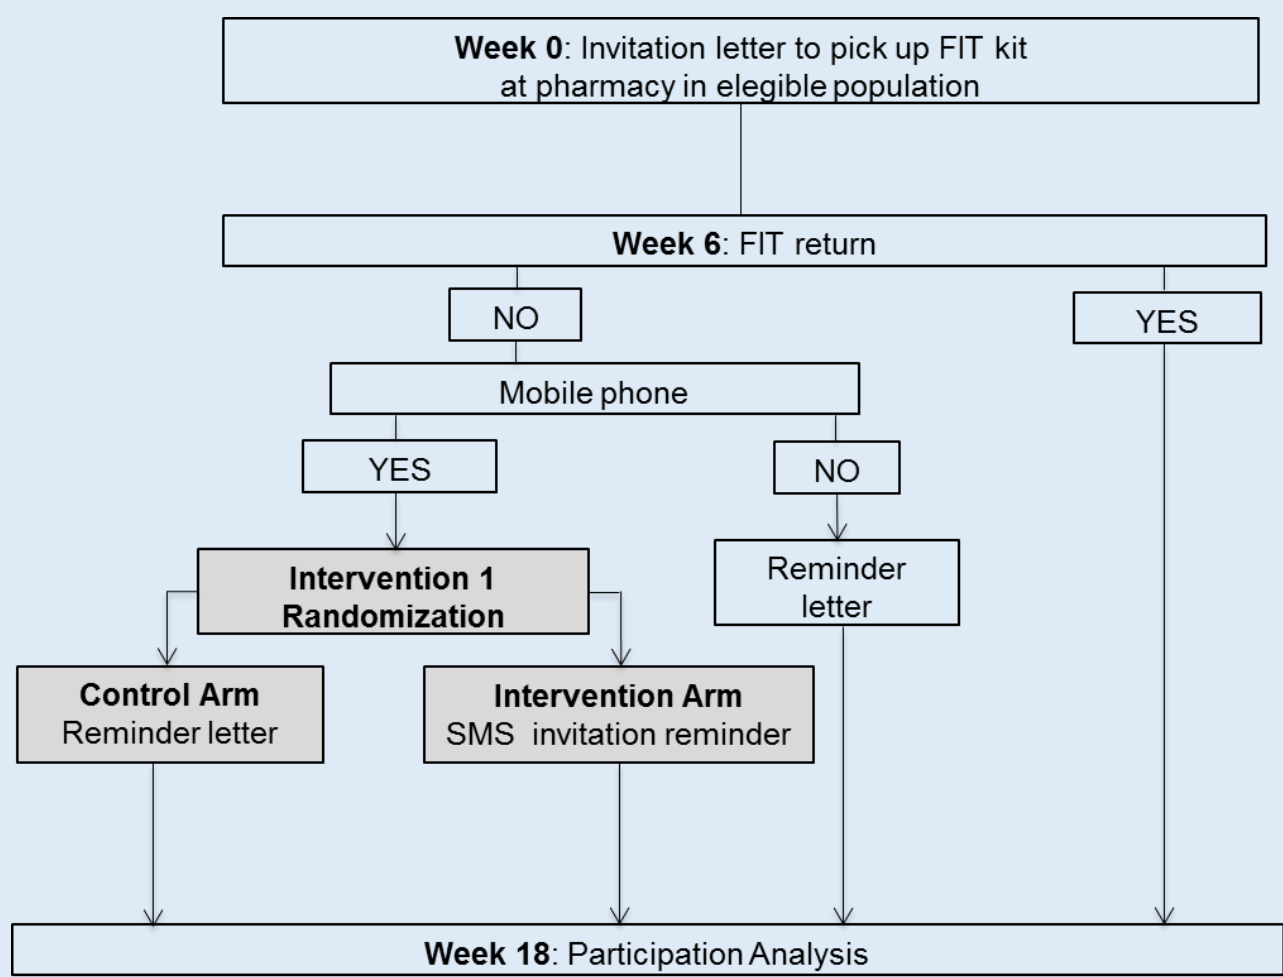 Week 0: Invitation letter to pick up FIT kit
at pharmacy in elegible population
Week 6: FIT return
NO
YES
Mobile phone
YES
NO
Intervention 1
Randomization
Reminder
letter
Control Arm
Reminder letter
Intervention Arm
SMS invitation reminder
Week 18: Participation Analysis